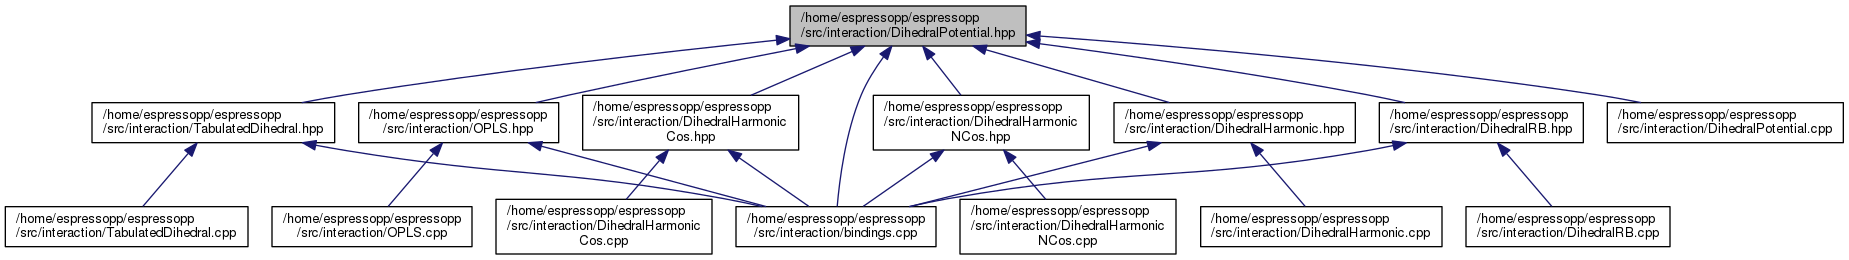 /home/espressopp/espressopp
/src/interaction/DihedralPotential.hpp
/home/espressopp/espressopp
/src/interaction/TabulatedDihedral.hpp
/home/espressopp/espressopp
/src/interaction/OPLS.hpp
/home/espressopp/espressopp
/src/interaction/DihedralHarmonic
Cos.hpp
/home/espressopp/espressopp
/src/interaction/DihedralHarmonic
NCos.hpp
/home/espressopp/espressopp
/src/interaction/DihedralHarmonic.hpp
/home/espressopp/espressopp
/src/interaction/DihedralRB.hpp
/home/espressopp/espressopp
/src/interaction/DihedralPotential.cpp
/home/espressopp/espressopp
/src/interaction/TabulatedDihedral.cpp
/home/espressopp/espressopp
/src/interaction/OPLS.cpp
/home/espressopp/espressopp
/src/interaction/DihedralHarmonic
Cos.cpp
/home/espressopp/espressopp
/src/interaction/bindings.cpp
/home/espressopp/espressopp
/src/interaction/DihedralHarmonic
NCos.cpp
/home/espressopp/espressopp
/src/interaction/DihedralHarmonic.cpp
/home/espressopp/espressopp
/src/interaction/DihedralRB.cpp